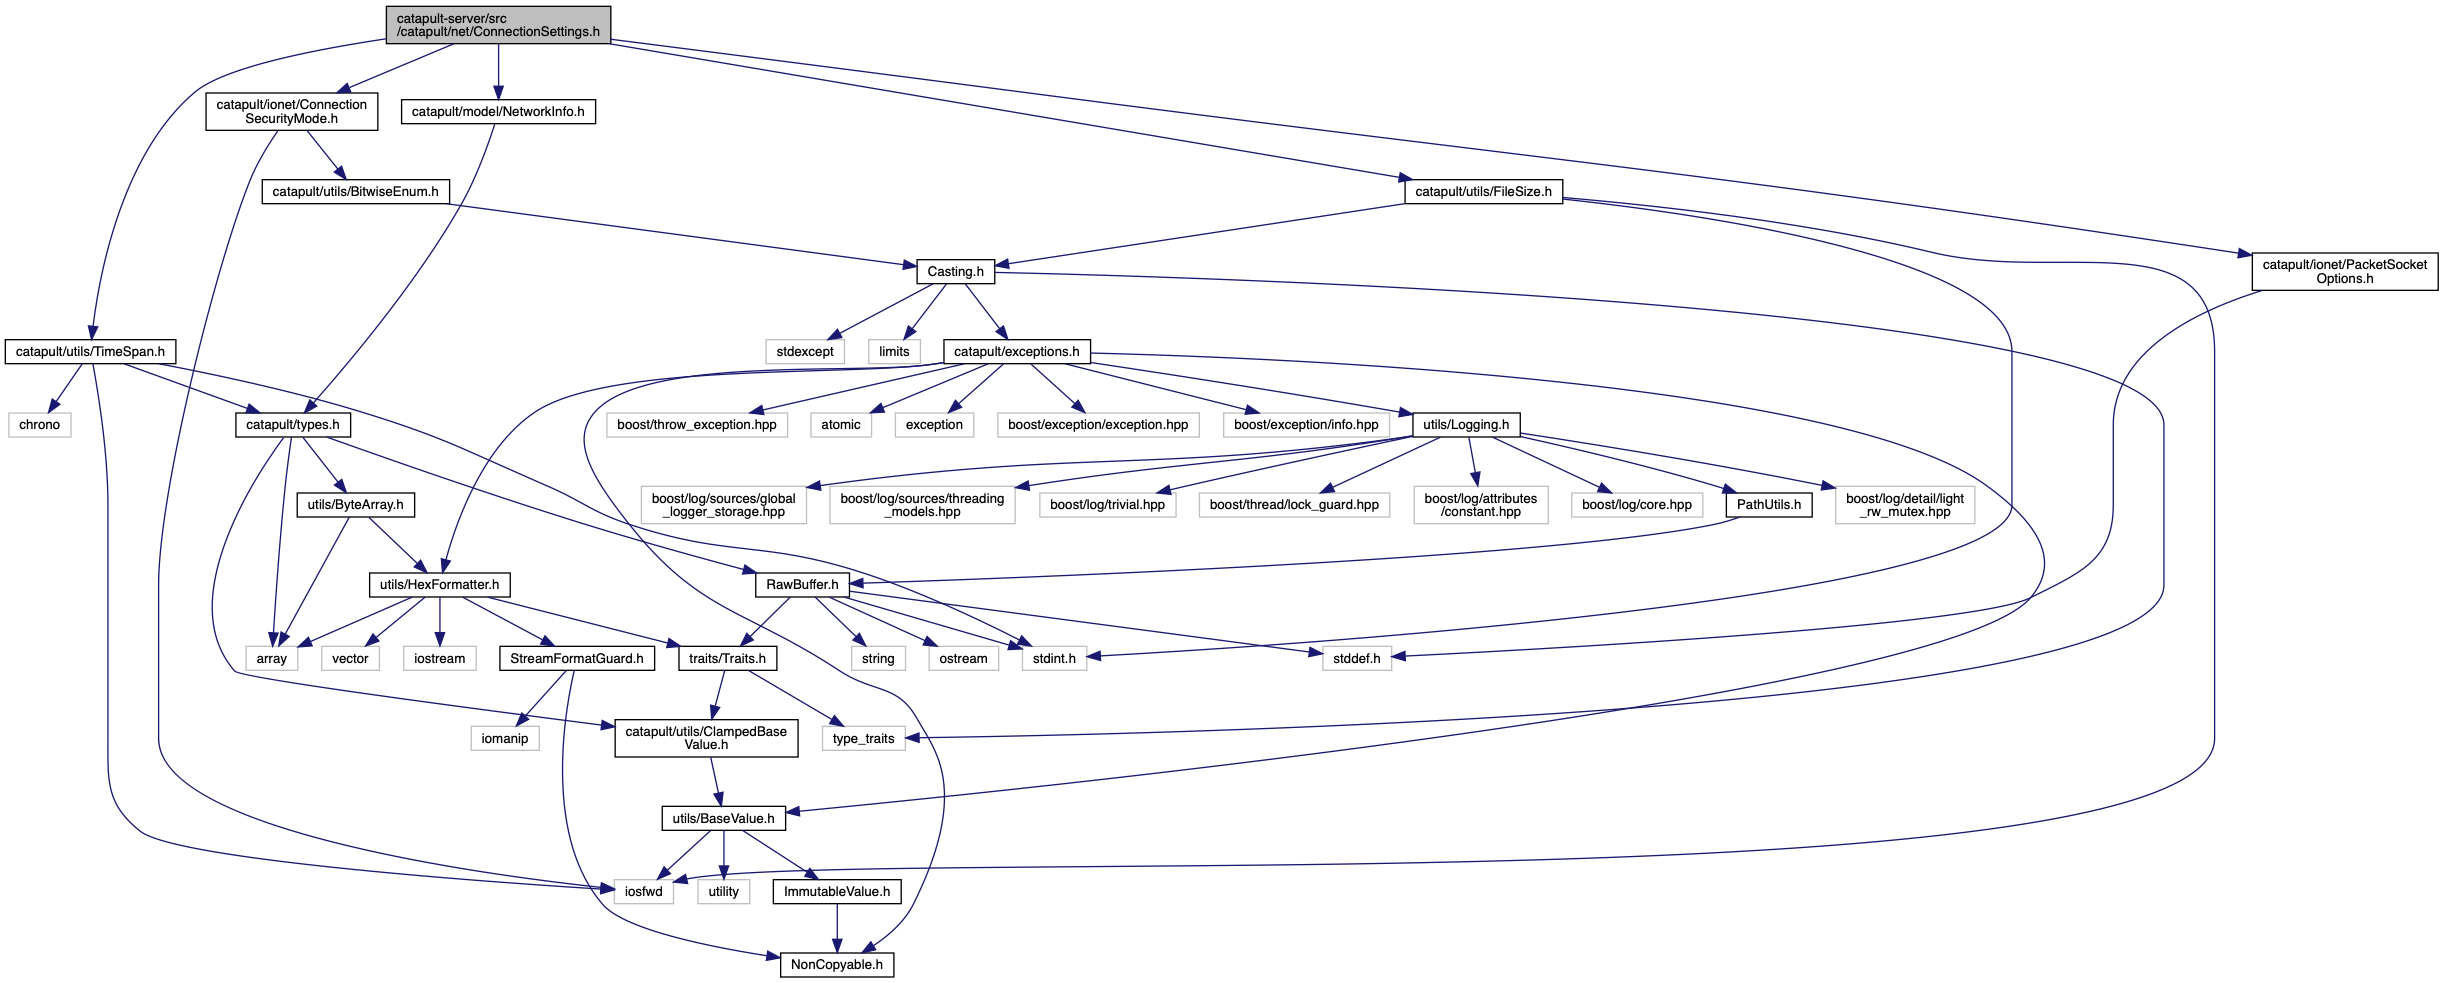 catapult-server/src
/catapult/net/ConnectionSettings.h
catapult/ionet/Connection
SecurityMode.h
catapult/model/NetworkInfo.h
catapult/utils/BitwiseEnum.h
catapult/utils/FileSize.h
Casting.h
catapult/ionet/PacketSocket
Options.h
catapult/utils/TimeSpan.h
stdexcept
limits
catapult/exceptions.h
chrono
catapult/types.h
boost/throw_exception.hpp
atomic
exception
boost/exception/exception.hpp
boost/exception/info.hpp
utils/Logging.h
utils/ByteArray.h
boost/log/sources/global
_logger_storage.hpp
boost/log/sources/threading
_models.hpp
boost/log/trivial.hpp
boost/thread/lock_guard.hpp
boost/log/attributes
/constant.hpp
boost/log/core.hpp
PathUtils.h
boost/log/detail/light
_rw_mutex.hpp
utils/HexFormatter.h
RawBuffer.h
array
vector
iostream
StreamFormatGuard.h
traits/Traits.h
string
ostream
stdint.h
stddef.h
iomanip
catapult/utils/ClampedBase
Value.h
type_traits
utils/BaseValue.h
iosfwd
utility
ImmutableValue.h
NonCopyable.h